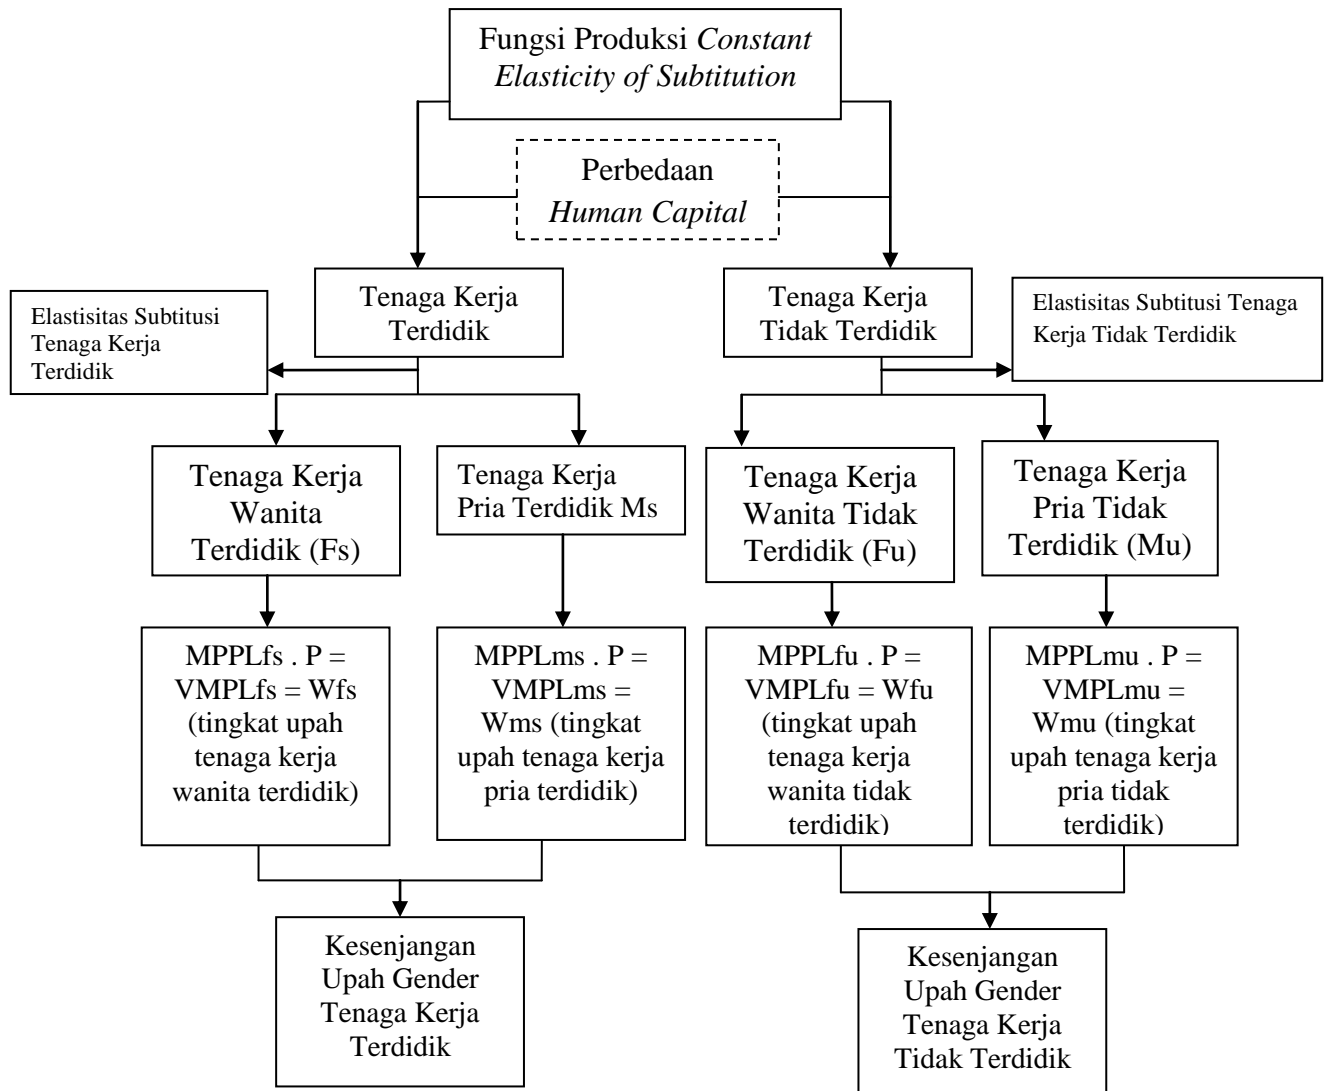 Fungsi Produksi Constant
Elasticity of Subtitution
Perbedaan
Human Capital
Tenaga Kerja
Terdidik
Tenaga Kerja
Tidak Terdidik
Elastisitas Subtitusi
Tenaga Kerja
Terdidik
Elastisitas Subtitusi Tenaga
Kerja Tidak Terdidik
Tenaga Kerja
Wanita
Terdidik (Fs)
Tenaga Kerja
Pria Terdidik Ms
Tenaga Kerja
Wanita Tidak
Terdidik (Fu)
Tenaga Kerja
Pria Tidak
Terdidik (Mu)
MPPLfs . P =
VMPLfs = Wfs
(tingkat upah
tenaga kerja
wanita terdidik)
MPPLms . P =
VMPLms =
Wms (tingkat
upah tenaga kerja
pria terdidik)
MPPLfu . P =
VMPLfu = Wfu
(tingkat upah
tenaga kerja
wanita tidak
terdidik)
MPPLmu . P =
VMPLmu =
Wmu (tingkat
upah tenaga kerja
pria tidak
terdidik)
Kesenjangan
Upah Gender
Tenaga Kerja
Terdidik
Kesenjangan
Upah Gender
Tenaga Kerja
Tidak Terdidik